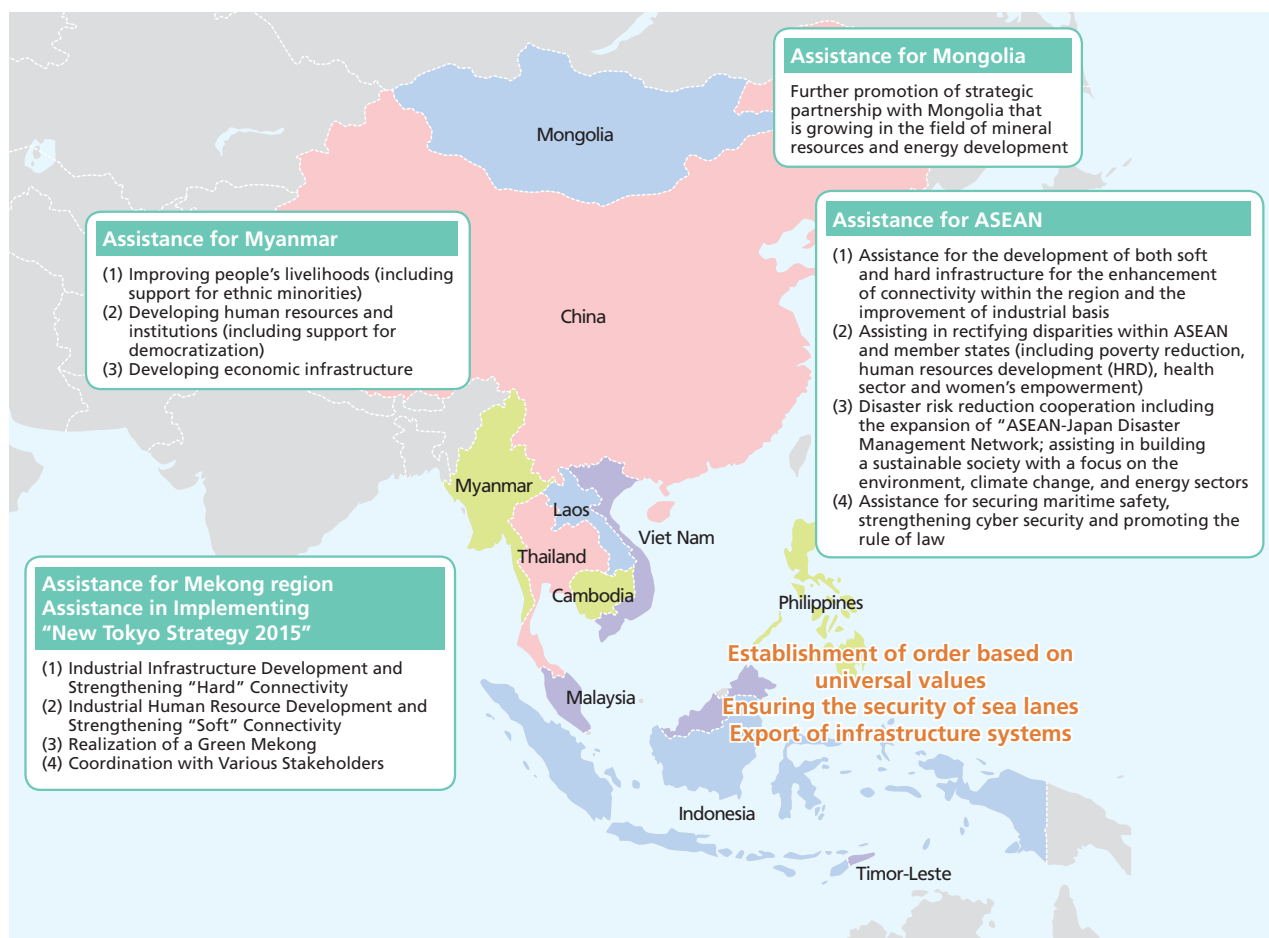 Assistance for Mongolia
Further promotion of strategic
partnership with Mongolia that
is growing in the field of mineral
resources and energy development
Mongolia
Assistance for Myanmar
(1) Improving people’s livelihoods (including
support for ethnic minorities)
(2) Developing human resources and
institutions (including support for
democratization)
(3) Developing economic infrastructure
Assistance for ASEAN
(1) Assistance for the development of both soft
and hard infrastructure for the enhancement
of connectivity within the region and the
improvement of industrial basis
(2) Assisting in rectifying disparities within ASEAN
and member states (including poverty reduction,
human resources development (HRD), health
sector and women’s empowerment)
(3) Disaster risk reduction cooperation including
the expansion of “ASEAN-Japan Disaster
Management Network; assisting in building
a sustainable society with a focus on the
environment, climate change, and energy sectors
(4) Assistance for securing maritime safety,
strengthening cyber security and promoting the
rule of law
China
Myanmar
Laos
Viet Nam
Thailand
Cambodia
Philippines
Assistance for Mekong region
Assistance in Implementing
“New Tokyo Strategy 2015”
(1) Industrial Infrastructure Development and
Strengthening “Hard” Connectivity
(2) Industrial Human Resource Development and
Strengthening “Soft” Connectivity
(3) Realization of a Green Mekong
(4) Coordination with Various Stakeholders
Establishment of order based on
universal values
Ensuring the security of sea lanes
Export of infrastructure systems
Malaysia
Indonesia
Timor-Leste